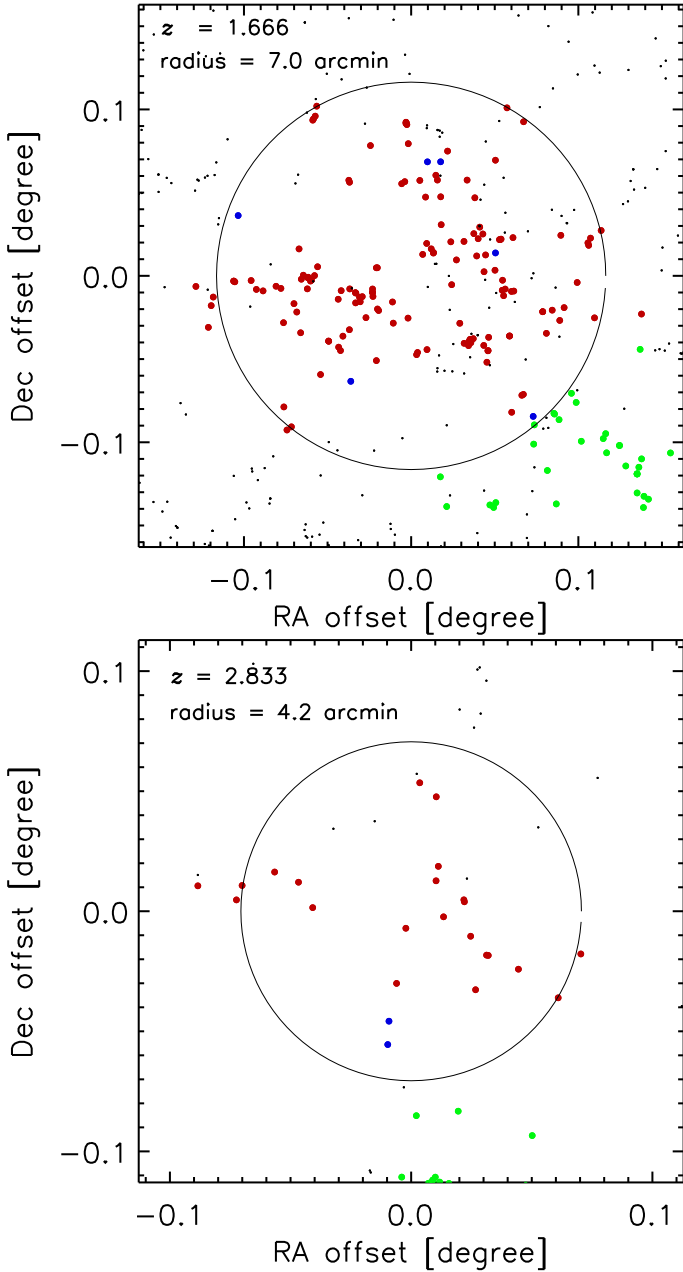 z = 1.666
radius = 7.0 arcmin
0.1
0.0
−0.1
Dec offset [degree]
−0.1 0.0 0.1
RA offset [degree]
z = 2.833
radius = 4.2 arcmin
0.1
0.0
−0.1
Dec offset [degree]
−0.1 0.0 0.1
RA offset [degree]